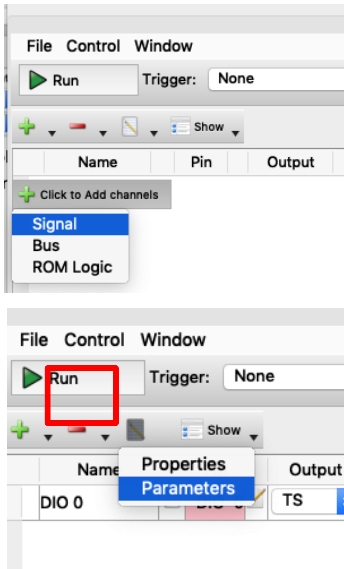 File Control Window
Run Trigger: None
Show
Name Pin Output
Click to Add channels
Signal
Bus
ROM Logic
File Control Window
Run Trigger: None
Show
Name Output
Properties
Parameters
DIO 0 TS